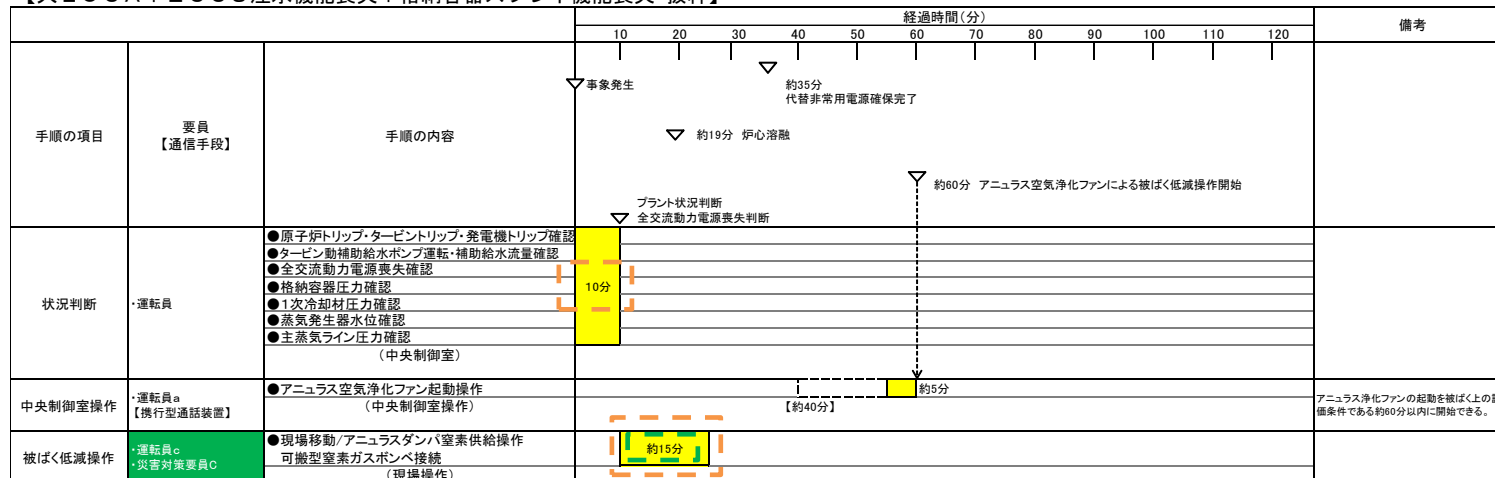 経過時間(分)
備考
10 20 30 40 50 60 70 80 90 100 110 120
手順の項目
要員
【通信手段】
手順の内容
事象発生
約35分
代替非常用電源確保完了
約19分 炉心溶融
約60分 アニュラス空気浄化ファンによる被ばく低減操作開始
プラント状況判断
全交流動力電源喪失判断
状況判断
・運転員
●原子炉トリップ・タービントリップ・発電機トリップ確認
●タービン動補助給水ポンプ運転・補助給水流量確認
●全交流動力電源喪失確認
●格納容器圧力確認
●1次冷却材圧力確認
●蒸気発生器水位確認
●主蒸気ライン圧力確認
(中央制御室)
10分
中央制御室操作
・運転員a
【携行型通話装置】
●アニュラス空気浄化ファン起動操作
(中央制御室操作)
【約40分】
約5分
アニュラス浄化ファンの起動を被ばく上の評
価条件である約60分以内に開始できる。
被ばく低減操作
・運転員c
・災害対策要員C
●現場移動/アニュラスダンパ窒素供給操作
可搬型窒素ガスボンベ接続
(現場操作)
約15分